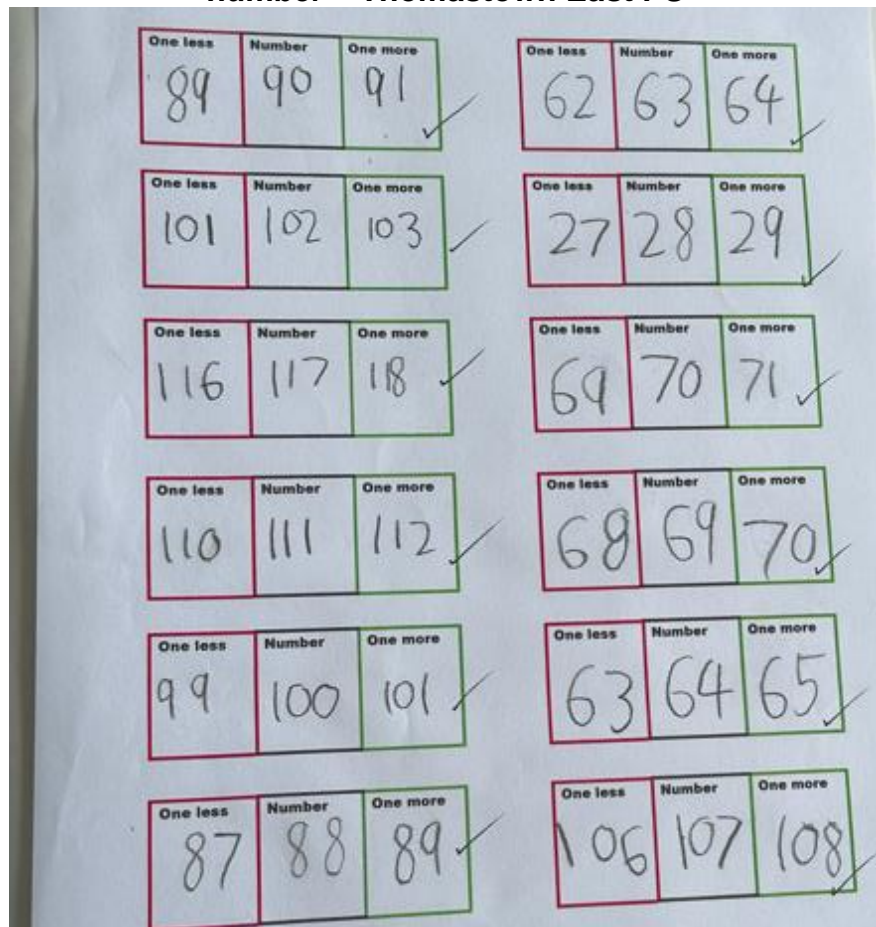 One less Number One more
89 90 91
One less Number One more
62 63 64
One less Number One more
101 102 103
One less Number One more
27 28 29
One less Number One more
116 117 118
One less Number One more
69 70 71
One less Number One more
110 111 112
One less Number One more
68 69 70
One less Number One more
99 100 101
One less Number One more
63 64 65
One less Number One more
87 88 89
One less Number One more
106 107 108